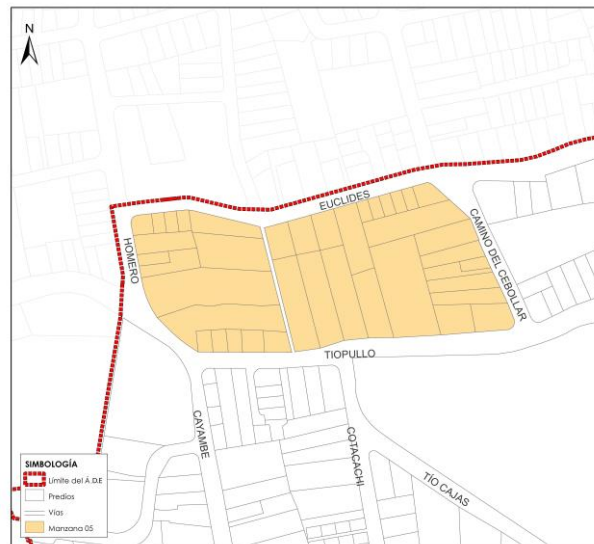 N
EUCLIDES
HOMERO
CAMINO DEL CEBOLLAR
TIOPULLO
CAYAMBE
COTACACHI
TÍO CAJAS
SIMBOLOGÍA
Límite del Á.D.E
Predios
Vías
Manzana 05